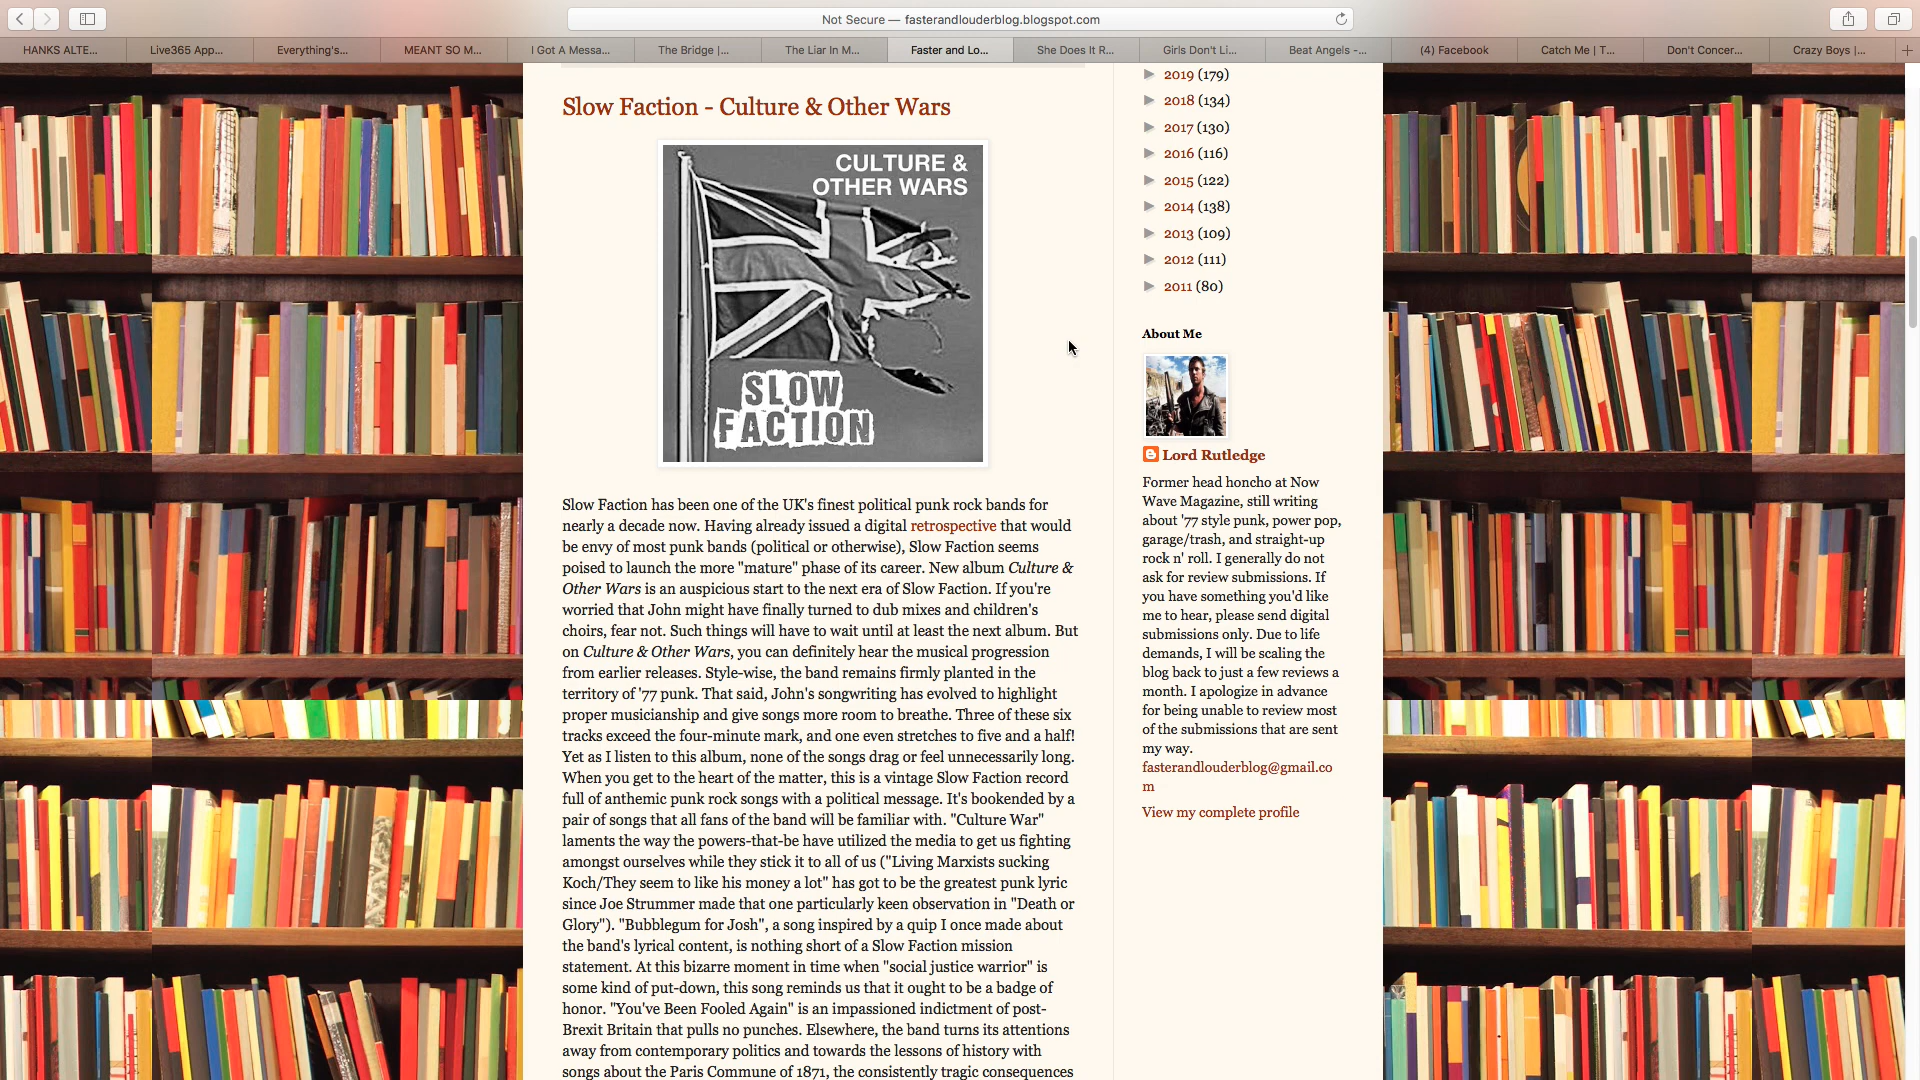 Not Secure — fasterandlouderblog.blogspot.com
HANKS ALTE...
Live365 App...
Everything's...
MEANT SO M...
I Got A Messa...
The Bridge |...
The Liar In M...
Faster and Lo...
She Does It R...
Girls Don't Li...
Beat Angels -...
(4) Facebook
Catch Me | T...
Don't Concer...
Crazy Boys |...
Slow Faction - Culture & Other Wars
CULTURE &
OTHER WARS
SLOW
FACTION
Slow Faction has been one of the UK's finest political punk rock bands for
nearly a decade now. Having already issued a digital retrospective that would
be envy of most punk bands (political or otherwise), Slow Faction seems
poised to launch the more "mature" phase of its career. New album Culture &
Other Wars is an auspicious start to the next era of Slow Faction. If you're
worried that John might have finally turned to dub mixes and children's
choirs, fear not. Such things will have to wait until at least the next album. But
on Culture & Other Wars, you can definitely hear the musical progression
from earlier releases. Style-wise, the band remains firmly planted in the
territory of '77 punk. That said, John's songwriting has evolved to highlight
proper musicianship and give songs more room to breathe. Three of these six
tracks exceed the four-minute mark, and one even stretches to five and a half!
Yet as I listen to this album, none of the songs drag or feel unnecessarily long.
When you get to the heart of the matter, this is a vintage Slow Faction record
full of anthemic punk rock songs with a political message. It's bookended by a
pair of songs that all fans of the band will be familiar with. "Culture War"
laments the way the powers-that-be have utilized the media to get us fighting
amongst ourselves while they stick it to all of us ("Living Marxists sucking
Koch/They seem to like his money a lot" has got to be the greatest punk lyric
since Joe Strummer made that one particularly keen observation in "Death or
Glory"). "Bubblegum for Josh", a song inspired by a quip I once made about
the band's lyrical content, is nothing short of a Slow Faction mission
statement. At this bizarre moment in time when "social justice warrior" is
some kind of put-down, this song reminds us that it ought to be a badge of
honor. "You've Been Fooled Again" is an impassioned indictment of post-
Brexit Britain that pulls no punches. Elsewhere, the band turns its attentions
away from contemporary politics and towards the lessons of history with
songs about the Paris Commune of 1871, the consistently tragic consequences
2019 (179)
2018 (134)
2017 (130)
2016 (116)
2015 (122)
2014 (138)
2013 (109)
2012 (111)
2011 (80)
About Me
Lord Rutledge
Former head honcho at Now
Wave Magazine, still writing
about '77 style punk, power pop,
garage/trash, and straight-up
rock n' roll. I generally do not
ask for review submissions. If
you have something you'd like
me to hear, please send digital
submissions only. Due to life
demands, I will be scaling the
blog back to just a few reviews a
month. I apologize in advance
for being unable to review most
of the submissions that are sent
my way.
fasterandlouderblog@gmail.co
m
View my complete profile